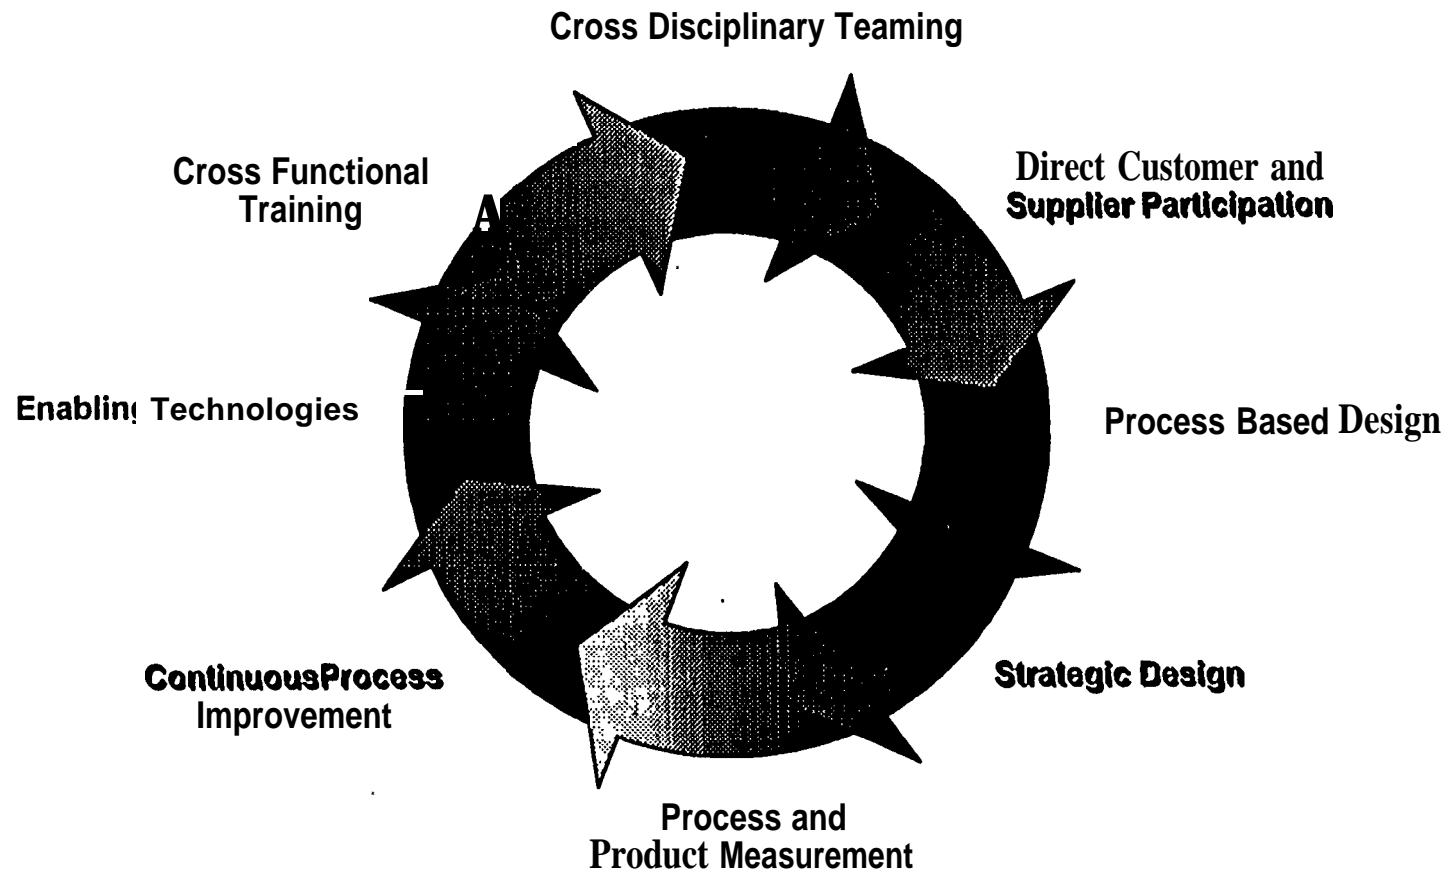 Cross Disciplinary Teaming
Direct Customer and
Supplier Participation
Process Based Design
Strategic Design
Process and
Product Measurement
ContinuousProcess
Improvement
Enabling Technologies
Cross Functional
Training
A